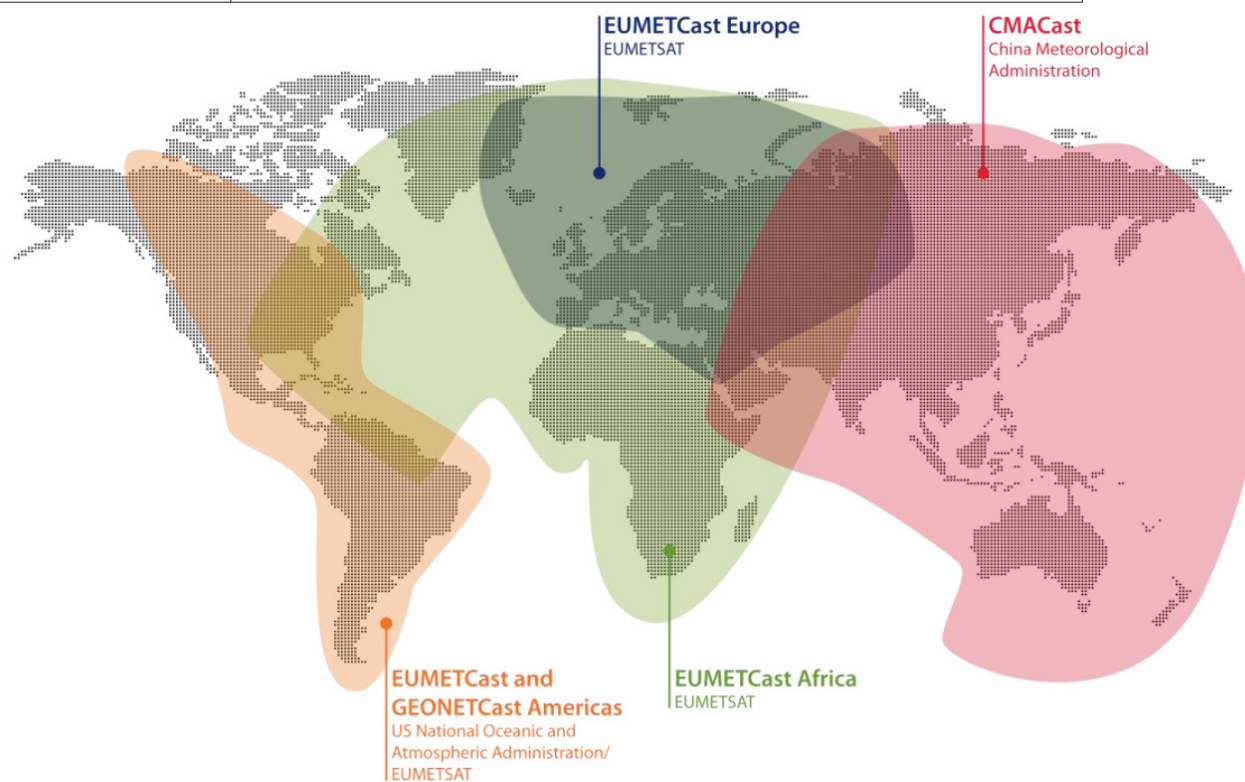 EUMETCast Europe
EUMETSAT
CMACast
China Meteorological
Administration
EUMETCast and
GEONETCast Americas
US National Oceanic and
Atmospheric Administration/
EUMETSAT
EUMETCast Africa
EUMETSAT